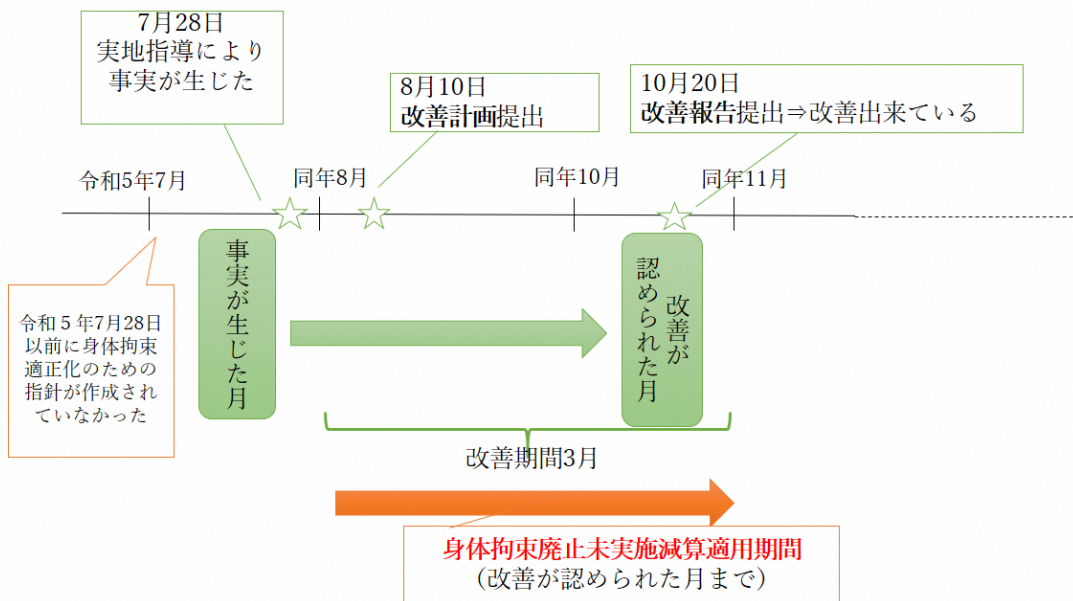 7月28日
実地指導により
事実が生じた
8月10日
改善計画提出
10月20日
改善報告提出⇒改善出来ている
令和5年7月
同年8月
同年10月
同年11月
事実が生じた月
改善が
認められた月
令和５年7月28日
以前に身体拘束
適正化のための
指針が作成され
ていなかった
改善期間3月
身体拘束廃止未実施減算適用期間
（改善が認められた月まで）